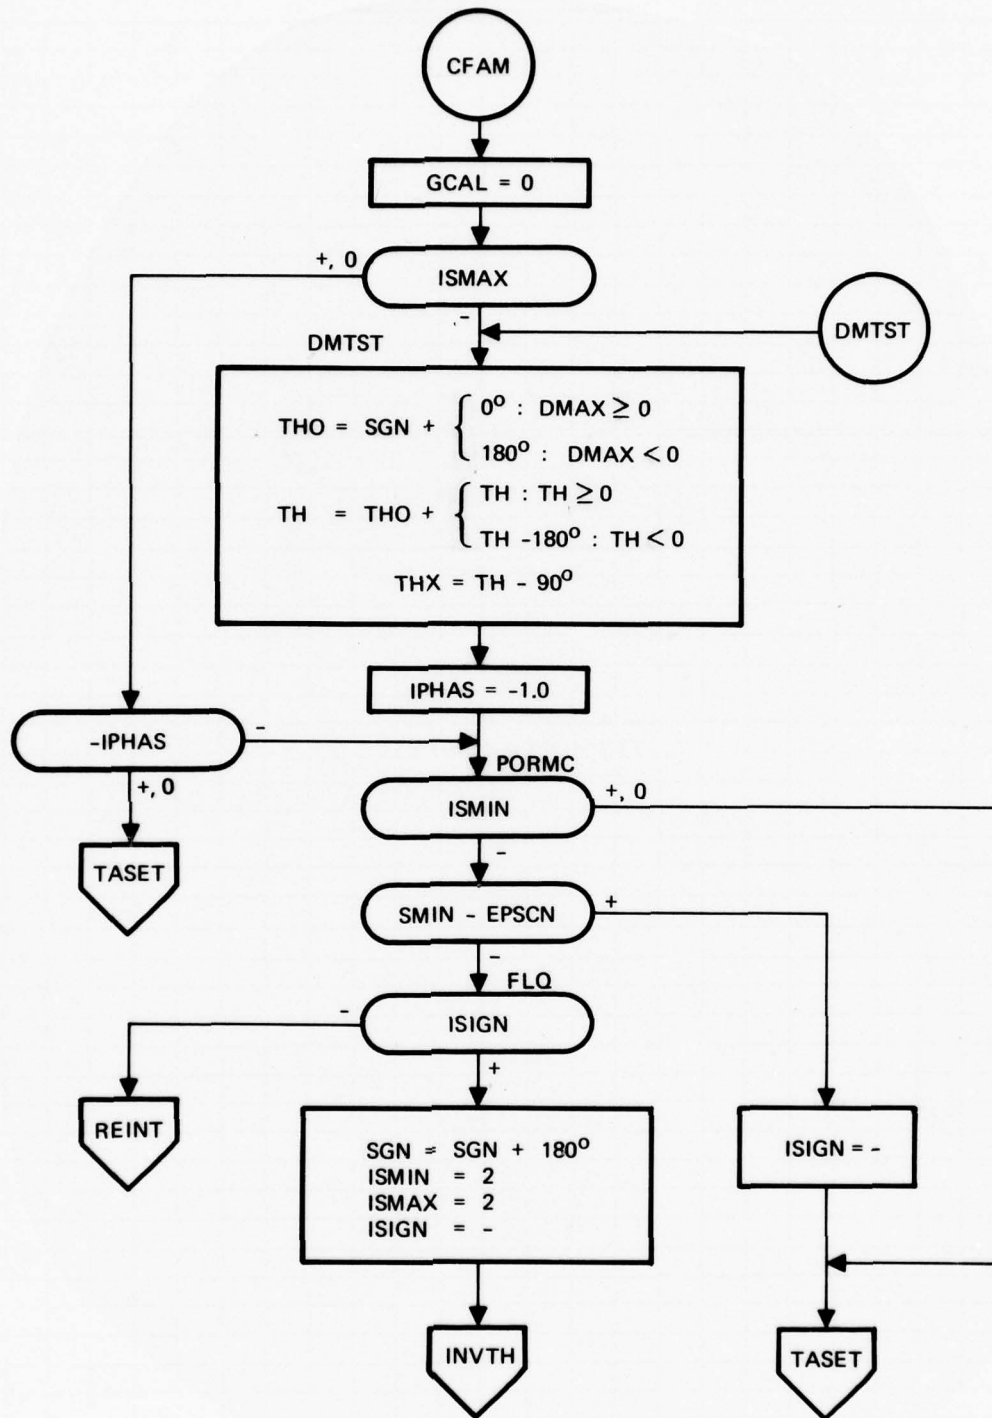 CFAM
GCAL = 0
+, 0
ISMAX
-
DMTST
DMTST
THO = SGN + { 0° : DMAX ≥ 0
180° : DMAX < 0
TH = THO + { TH : TH ≥ 0
TH -180° : TH < 0
THX = TH - 90°
IPHAS = -1.0
-IPHAS
-
+, 0
PORMC
ISMIN
+, 0
TASET
-
SMIN - EPSCN
+
-
FLQ
-
ISIGN
+
REINT
SGN = SGN + 180°
ISMIN = 2
ISMAX = 2
ISIGN = -
ISIGN = -
INVTH
TASET